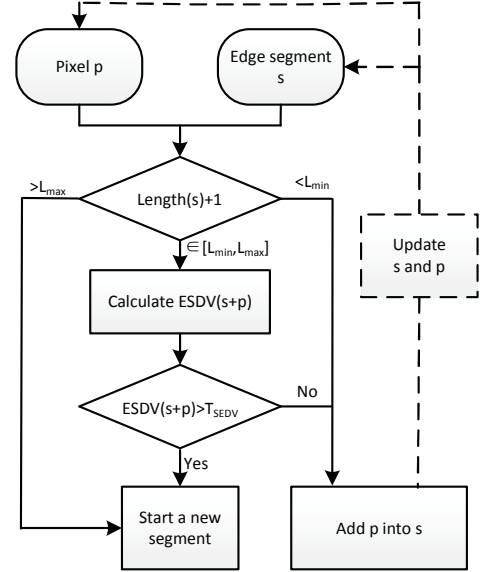 Pixel p
Edge segment
s
>Lmax
<Lmin
Length(s)+1
∈[Lmin,Lmax]
Update
s and p
Calculate ESDV(s+p)
No
ESDV(s+p)>TSEDV
Yes
Start a new
segment
Add p into s